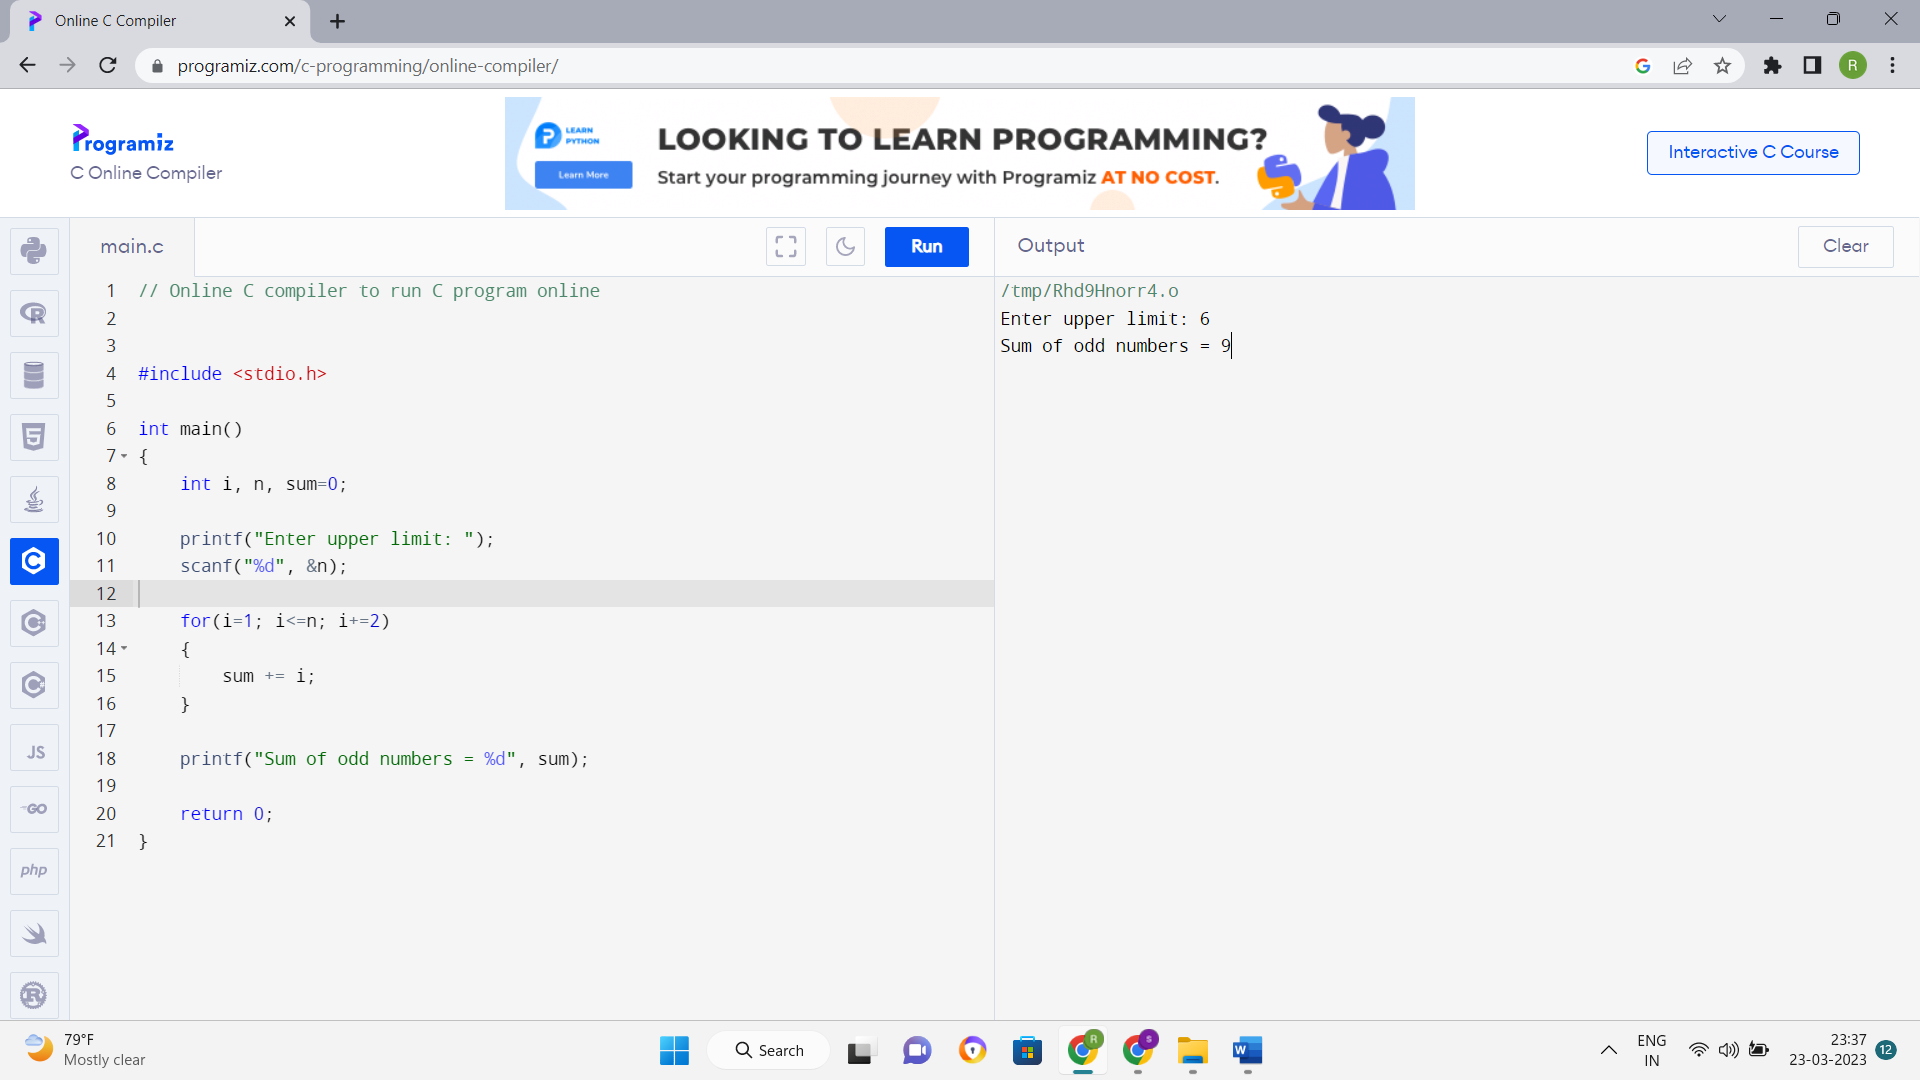 Online C Compiler
programiz.com/c-programming/online-compiler/
R
Programiz
C Online Compiler
LEARN
PYTHON
Learn More
LOOKING TO LEARN PROGRAMMING?
Start your programming journey with Programiz AT NO COST.
Interactive C Course
main.c
Run
Output
Clear
1 // Online C compiler to run C program online
2
3
4 #include <stdio.h>
5
6 int main()
7 {
8 int i, n, sum=0;
9
10 printf("Enter upper limit: ");
11 scanf("%d", &n);
12
13 for(i=1; i<=n; i+=2)
14 {
15 sum += i;
16 }
17
18 printf("Sum of odd numbers = %d", sum);
19
20 return 0;
21 }
/tmp/Rhd9Hnorr4.o
Enter upper limit: 6
Sum of odd numbers = 9
JS
GO
php
79°F
Mostly clear
Search
R
S
W
ENG
IN
23:37
23-03-2023
12